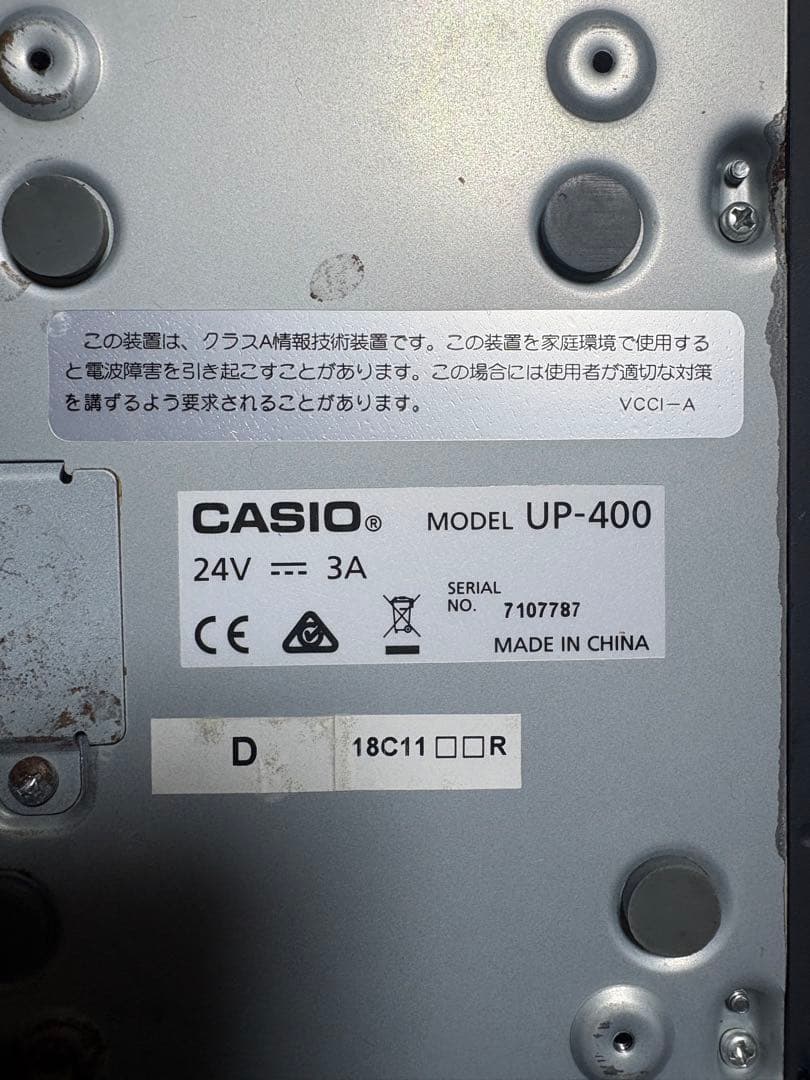 この装置は、クラスA情報技術装置です。この装置を家庭環境で使用する
と電波障害を引き起こすことがあります。この場合には使用者が適切な対策
を講ずるよう要求されることがあります。 VCCI-A
CASIO® MODEL UP-400
24V ⎓ 3A
SERIAL
NO. 7107787
CE
MADE IN CHINA
D 18C11□□R